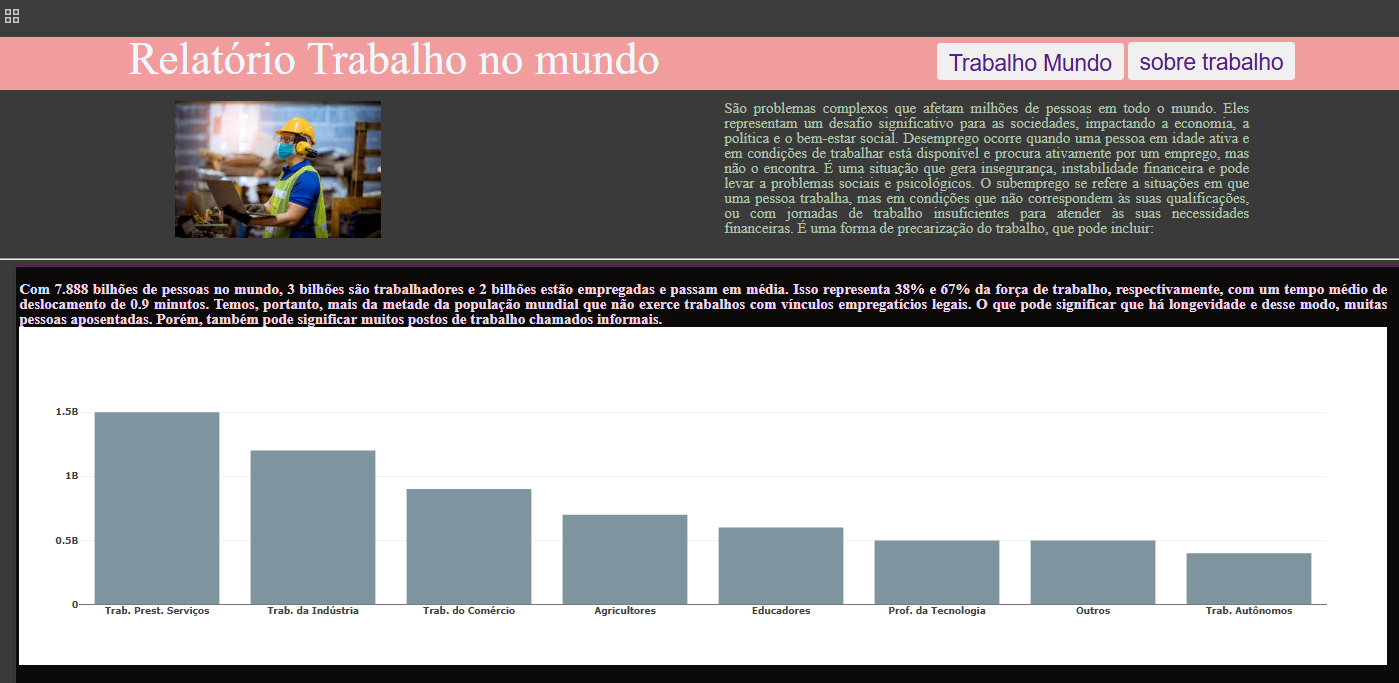 Relatório Trabalho no mundo
Trabalho Mundo
sobre trabalho
São problemas complexos que afetam milhões de pessoas em todo o mundo. Eles
representam um desafio significativo para as sociedades, impactando a economia, a
política e o bem-estar social. Desemprego ocorre quando uma pessoa em idade ativa e
em condições de trabalhar está disponível e procura ativamente por um emprego, mas
não o encontra. É uma situação que gera insegurança, instabilidade financeira e pode
levar a problemas sociais e psicológicos. O subemprego se refere a situações em que
uma pessoa trabalha, mas em condições que não correspondem às suas qualificações,
ou com jornadas de trabalho insuficientes para atender às suas necessidades
financeiras. É uma forma de precarização do trabalho, que pode incluir:
Com 7.888 bilhões de pessoas no mundo, 3 bilhões são trabalhadores e 2 bilhões estão empregadas e passam em média. Isso representa 38% e 67% da força de trabalho, respectivamente, com um tempo médio de
deslocamento de 0.9 minutos. Temos, portanto, mais da metade da população mundial que não exerce trabalhos com vínculos empregatícios legais. O que pode significar que há longevidade e desse modo, muitas
pessoas aposentadas. Porém, também pode significar muitos postos de trabalho chamados informais.
1.5B
1B
0.5B
0
Trab. Prest. Serviços
Trab. da Indústria
Trab. do Comércio
Agricultores
Educadores
Prof. da Tecnologia
Outros
Trab. Autônomos